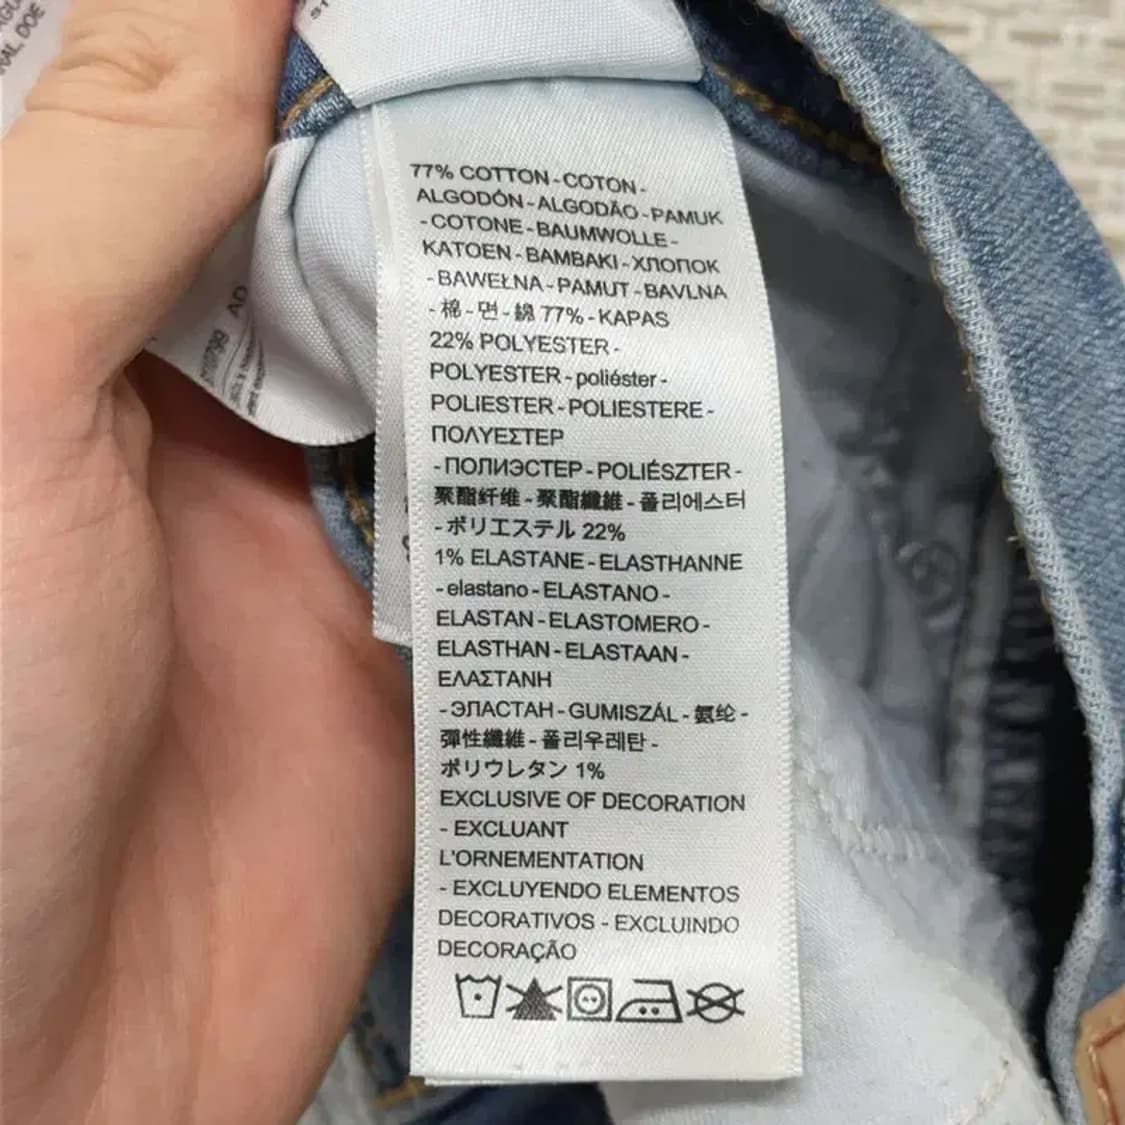 77% COTTON - COTON -
ALGODÓN - ALGODÃO - PAMUK
- COTONE - BAUMWOLLE -
KATOEN - BAMBAKI - ХЛОПОК
- BAWEŁNA - PAMUT - BAVLNA
- 棉 - 면 - 綿 77% - KAPAS
22% POLYESTER -
POLYESTER - poliéster -
POLIESTER - POLIESTERE -
ΠΟΛΥΕΣΤΕΡ
- ПОЛИЭСТЕР - POLIÉSZTER -
聚酯纤维 - 聚酯纖維 - 폴리에스터
- ポリエステル 22%
1% ELASTANE - ELASTHANNE
- elastano - ELASTANO -
ELASTAN - ELASTOMERO -
ELASTHAN - ELASTAAN -
ΕΛΑΣΤΑΝΗ
- ЭЛАСТАН - GUMISZÁL - 氨纶 -
彈性纖維 - 폴리우레탄 -
ポリウレタン 1%
EXCLUSIVE OF DECORATION
- EXCLUANT
L'ORNEMENTATION
- EXCLUYENDO ELEMENTOS
DECORATIVOS - EXCLUINDO
DECORAÇÃO